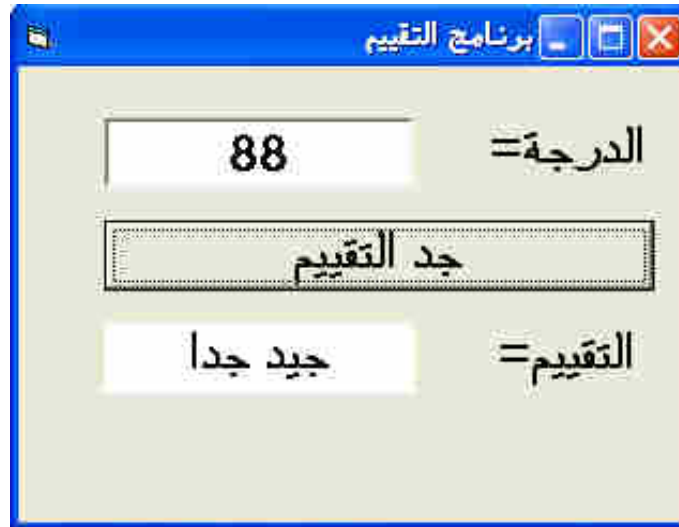 برنامج التقييم
الدرجة=
88
جد التقييم
التقييم=
جيد جدا